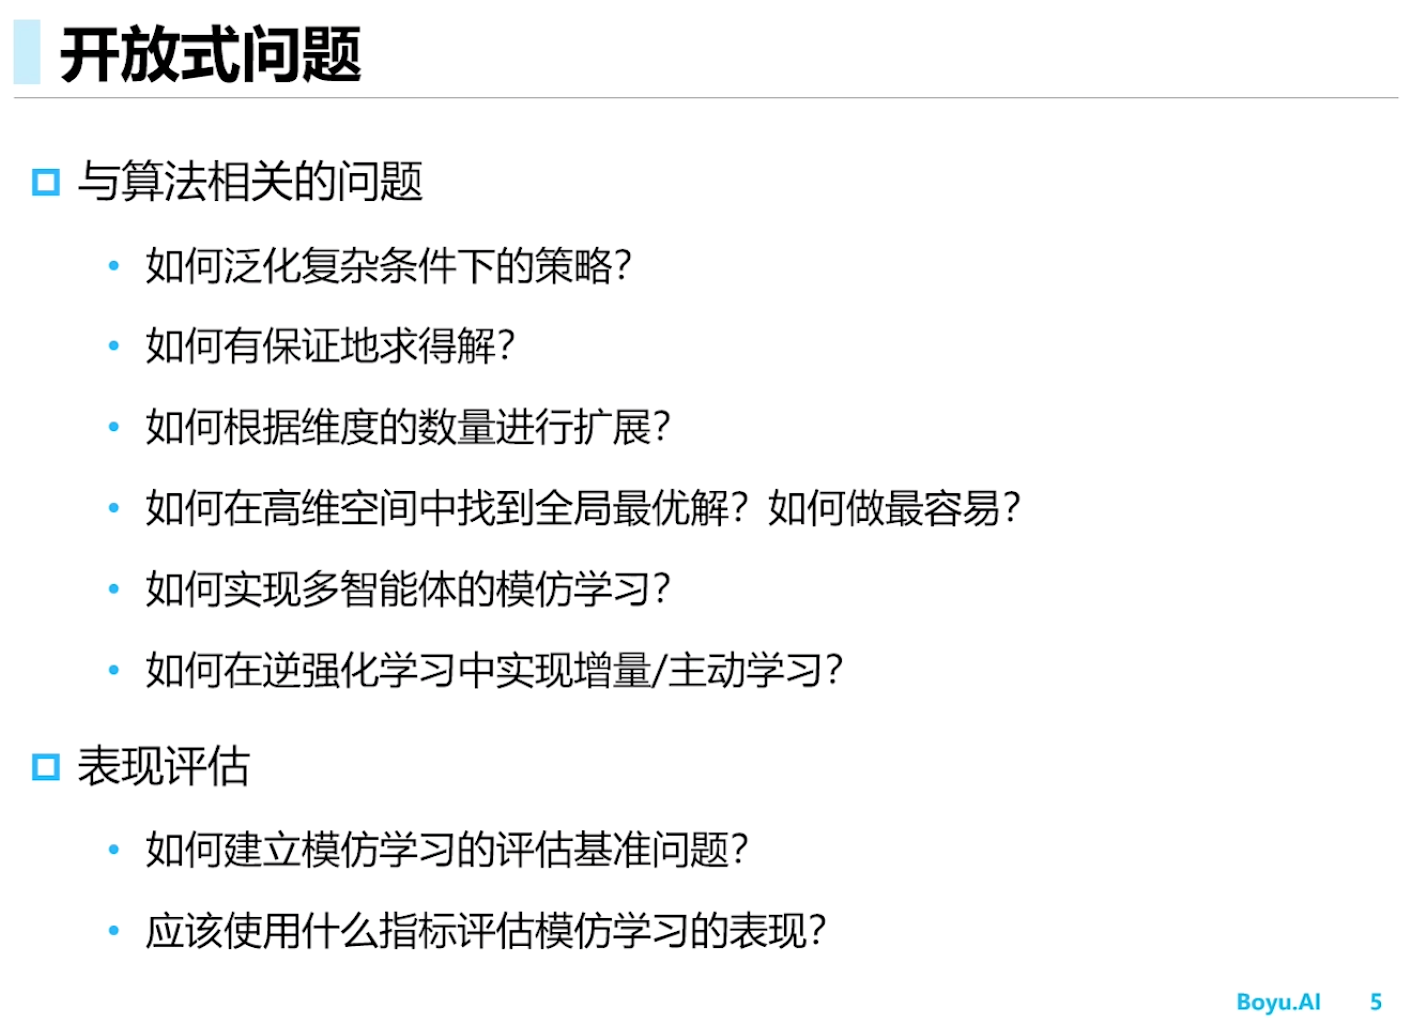 开放式问题
与算法相关的问题
• 如何泛化复杂条件下的策略？
• 如何有保证地求得解？
• 如何根据维度的数量进行扩展？
• 如何在高维空间中找到全局最优解？如何做最容易？
• 如何实现多智能体的模仿学习？
• 如何在逆强化学习中实现增量/主动学习？
表现评估
• 如何建立模仿学习的评估基准问题？
• 应该使用什么指标评估模仿学习的表现？
Boyu.AI 5